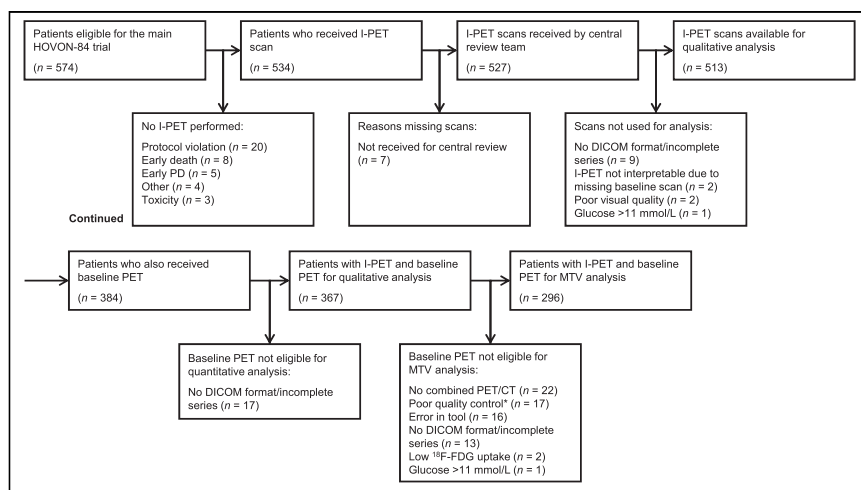 Patients eligible for the main
HOVON-84 trial
(n = 574)
Patients who received I-PET
scan
(n = 534)
I-PET scans received by central
review team
(n = 527)
I-PET scans available for
qualitative analysis
(n = 513)
No I-PET performed:
Protocol violation (n = 20)
Early death (n = 8)
Early PD (n = 5)
Other (n = 4)
Toxicity (n = 3)
Reasons missing scans:
Not received for central review
(n = 7)
Scans not used for analysis:
No DICOM format/incomplete
series (n = 9)
I-PET not interpretable due to
missing baseline scan (n = 2)
Poor visual quality (n = 2)
Glucose >11 mmol/L (n = 1)
Continued
Patients who also received
baseline PET
(n = 384)
Patients with I-PET and baseline
PET for qualitative analysis
(n = 367)
Patients with I-PET and baseline
PET for MTV analysis
(n = 296)
Baseline PET not eligible for
quantitative analysis:
No DICOM format/incomplete
series (n = 17)
Baseline PET not eligible for
MTV analysis:
No combined PET/CT (n = 22)
Poor quality control* (n = 17)
Error in tool (n = 16)
No DICOM format/incomplete
series (n = 13)
Low ¹⁸F-FDG uptake (n = 2)
Glucose >11 mmol/L (n = 1)